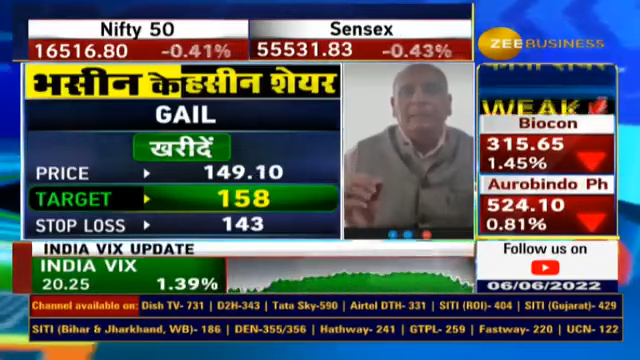 Nifty 50
16516.80 -0.41%
Sensex
55531.83 -0.43%
ZEE BUSINESS
भसीन के हसीन शेयर
GAIL
खरीदें
PRICE 149.10
TARGET 158
STOP LOSS 143
WEAK
Biocon
315.65
1.45%
Aurobindo Ph
524.10
0.81%
INDIA VIX UPDATE
INDIA VIX
20.25 1.39%
Follow us on
06/06/2022
Channel available on: Dish TV- 731 | D2H-343 | Tata Sky-590 | Airtel DTH- 331 | SITI (ROI)- 404 | SITI (Gujarat)- 429
SITI (Bihar & Jharkhand, WB)- 186 | DEN-355/356 | Hathway- 241 | GTPL- 259 | Fastway- 220 | UCN- 122